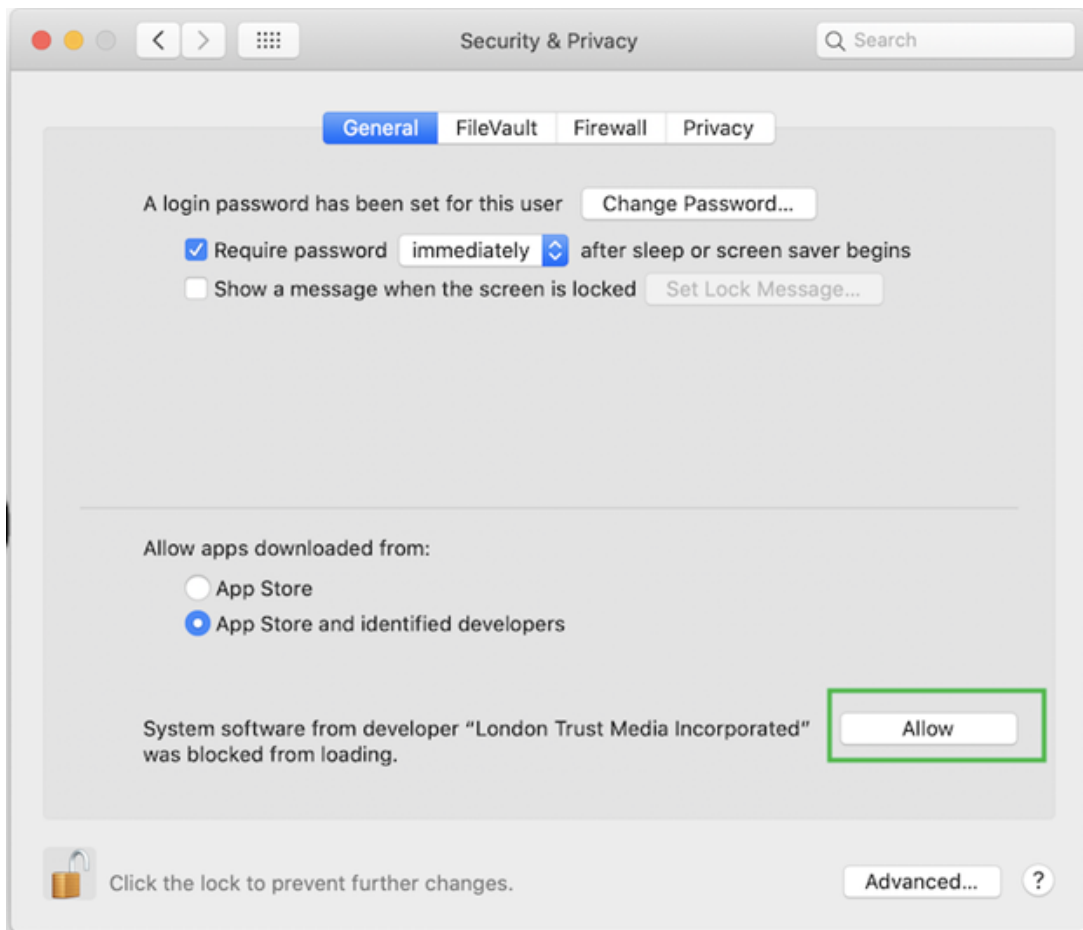 Security & Privacy
Search
General FileVault Firewall Privacy
A login password has been set for this user Change Password...
Require password immediately after sleep or screen saver begins
Show a message when the screen is locked Set Lock Message...
Allow apps downloaded from:
App Store
App Store and identified developers
System software from developer “London Trust Media Incorporated” Allow
was blocked from loading.
Click the lock to prevent further changes. Advanced... ?